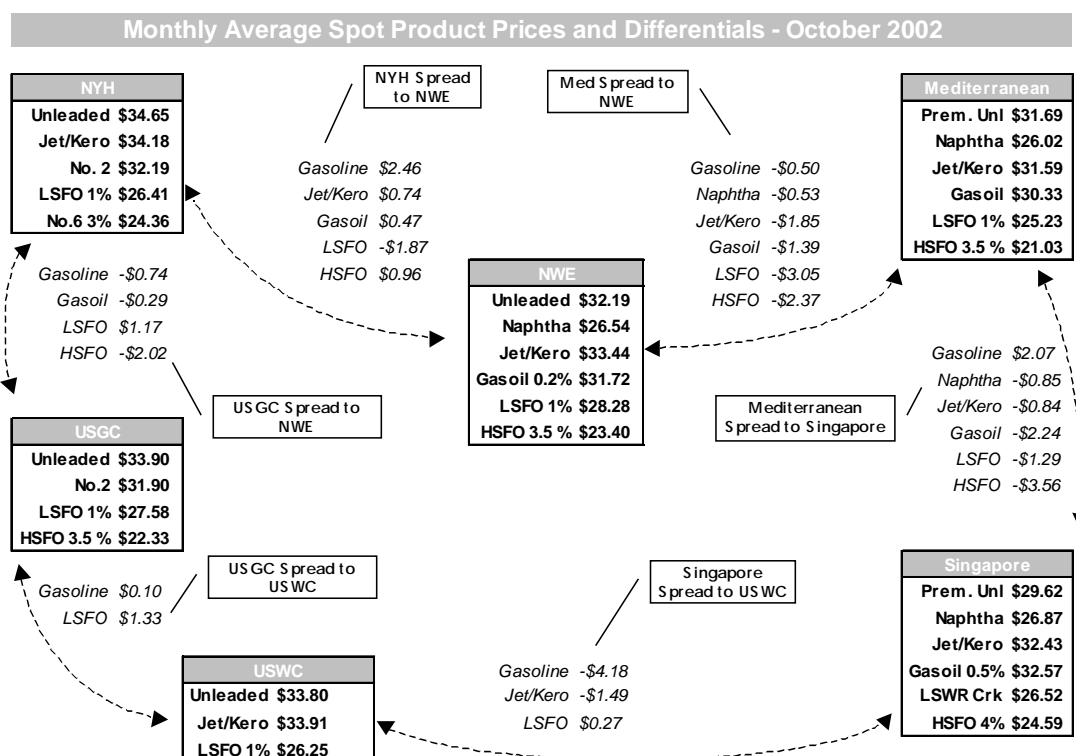 Monthly Average Spot Product Prices and Differentials - October 2002
NYH
Unleaded $34.65
Jet/Kero $34.18
No. 2 $32.19
LSFO 1% $26.41
No.6 3% $24.36
NYH Spread
to NWE
Gasoline $2.46
Jet/Kero $0.74
Gasoil $0.47
LSFO -$1.87
HSFO $0.96
Med Spread to
NWE
Gasoline -$0.50
Naphtha -$0.53
Jet/Kero -$1.85
Gasoil -$1.39
LSFO -$3.05
HSFO -$2.37
Mediterranean
Prem. Unl $31.69
Naphtha $26.02
Jet/Kero $31.59
Gasoil $30.33
LSFO 1% $25.23
HSFO 3.5 % $21.03
Gasoline -$0.74
Gasoil -$0.29
LSFO $1.17
HSFO -$2.02
USGC Spread to
NWE
NWE
Unleaded $32.19
Naphtha $26.54
Jet/Kero $33.44
Gasoil 0.2% $31.72
LSFO 1% $28.28
HSFO 3.5 % $23.40
Mediterranean
Spread to Singapore
Gasoline $2.07
Naphtha -$0.85
Jet/Kero -$0.84
Gasoil -$2.24
LSFO -$1.29
HSFO -$3.56
USGC
Unleaded $33.90
No.2 $31.90
LSFO 1% $27.58
HSFO 3.5 % $22.33
Gasoline $0.10
LSFO $1.33
USGC Spread to
USWC
Singapore
Spread to USWC
Gasoline -$4.18
Jet/Kero -$1.49
LSFO $0.27
Singapore
Prem. Unl $29.62
Naphtha $26.87
Jet/Kero $32.43
Gasoil 0.5% $32.57
LSWR Crk $26.52
HSFO 4% $24.59
USWC
Unleaded $33.80
Jet/Kero $33.91
LSFO 1% $26.25